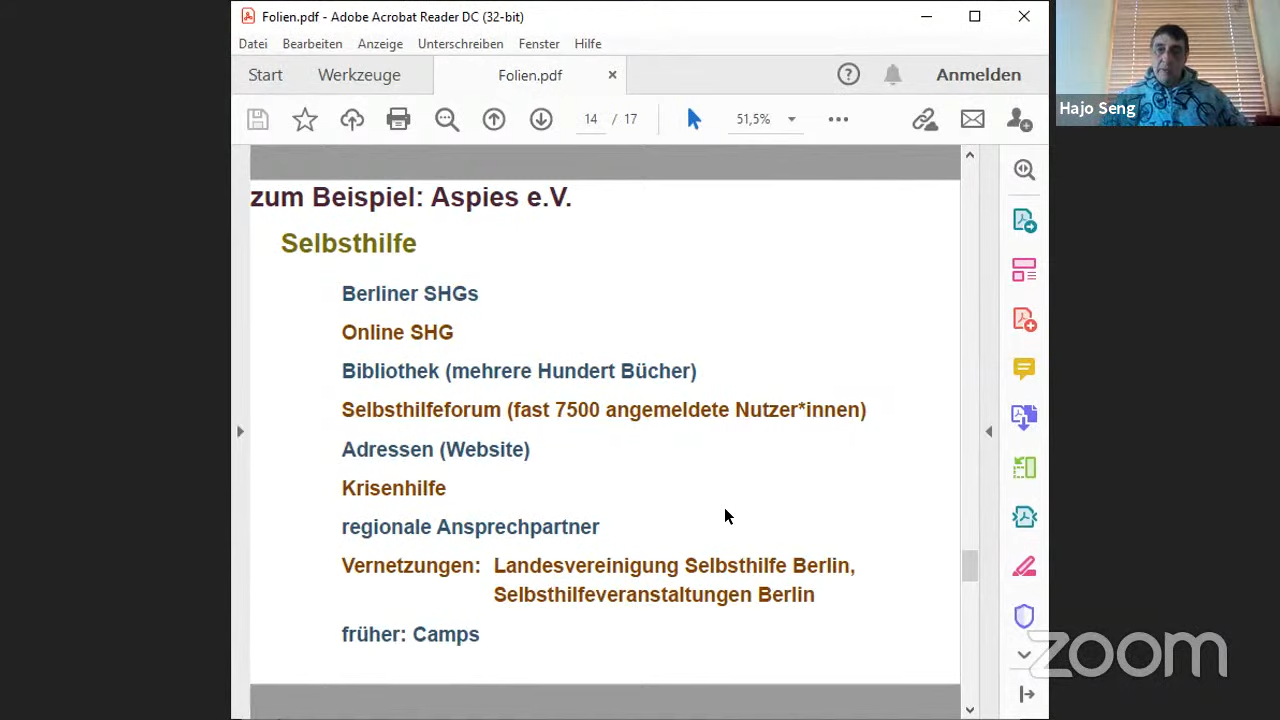 Folien.pdf - Adobe Acrobat Reader DC (32-bit)
Datei Bearbeiten Anzeige Unterschreiben Fenster Hilfe
Start Werkzeuge Folien.pdf Anmelden
14 / 17 51,5%
Hajo Seng
zum Beispiel: Aspies e.V.
Selbsthilfe
Berliner SHGs
Online SHG
Bibliothek (mehrere Hundert Bücher)
Selbsthilfeforum (fast 7500 angemeldete Nutzer*innen)
Adressen (Website)
Krisenhilfe
regionale Ansprechpartner
Vernetzungen: Landesvereinigung Selbsthilfe Berlin,
Selbsthilfeveranstaltungen Berlin
früher: Camps
zoom